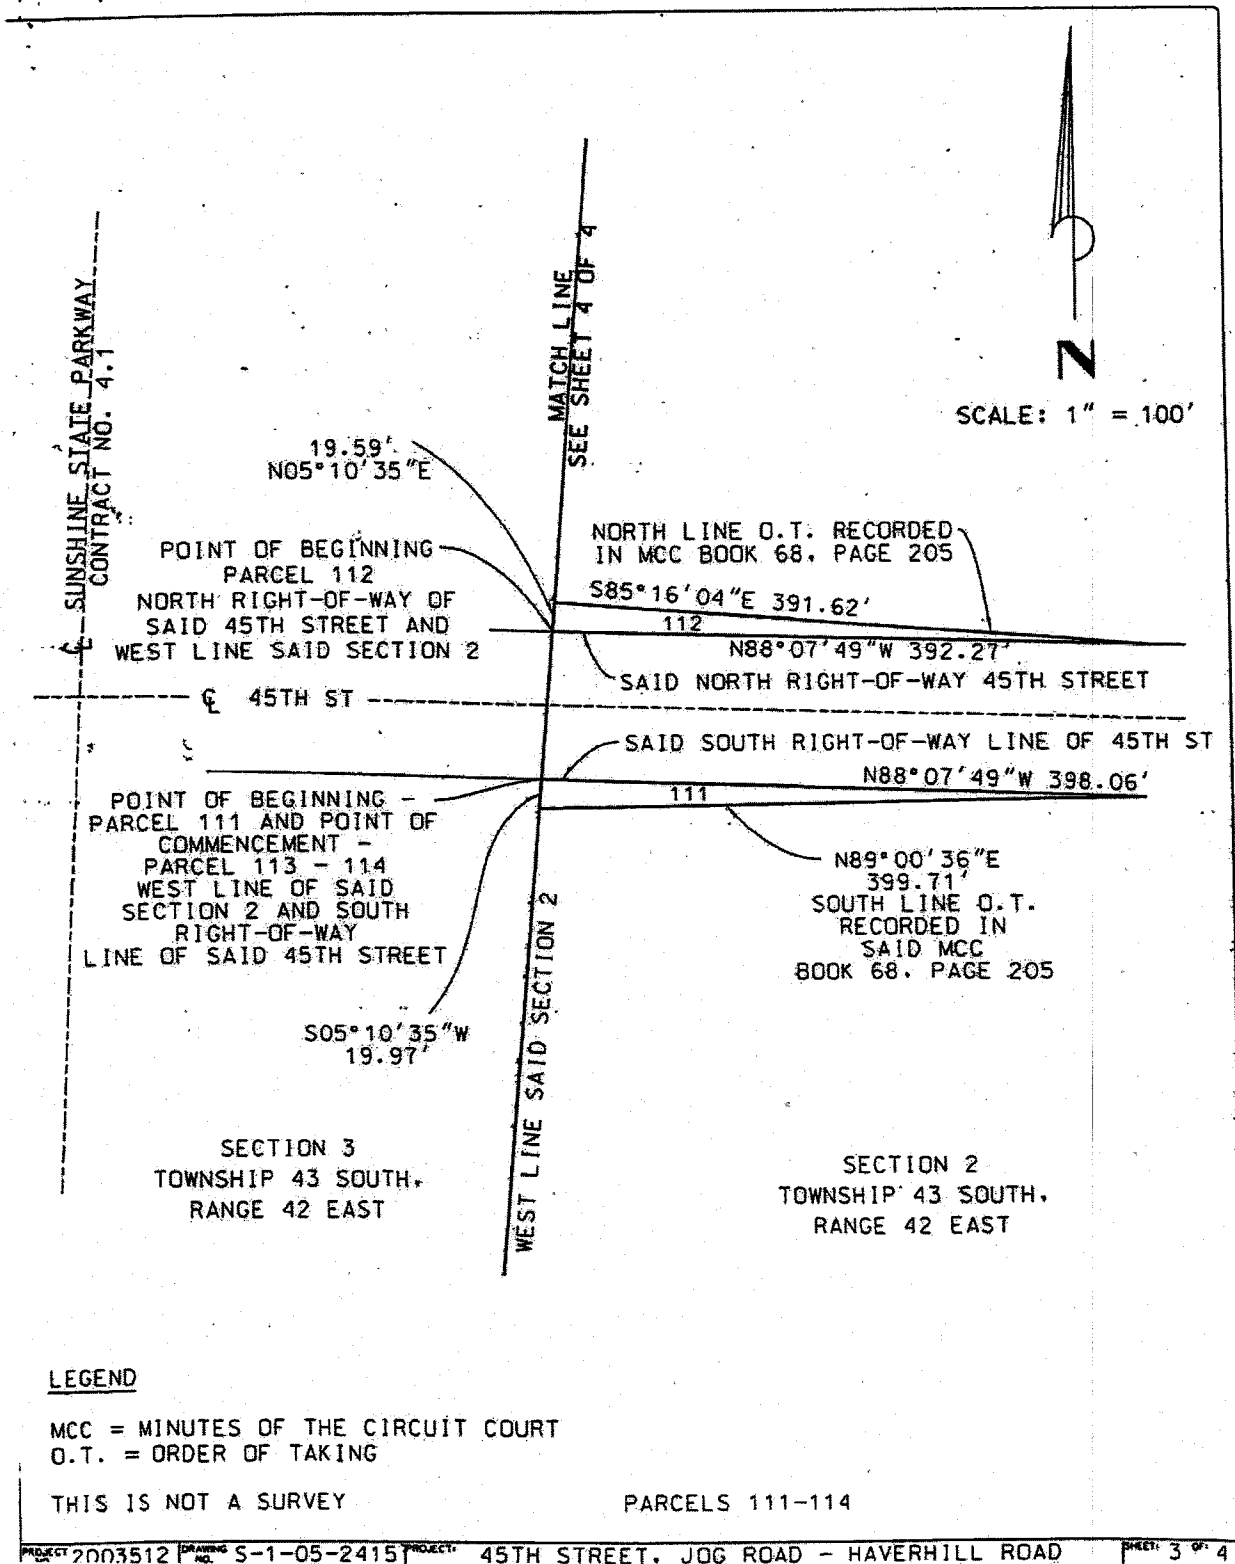 SUNSHINE STATE PARKWAY
CONTRACT NO. 4.1
MATCH LINE
SEE SHEET 4 OF 4
N
SCALE: 1" = 100'
19.59'
N05°10'35"E
POINT OF BEGINNING
PARCEL 112
NORTH RIGHT-OF-WAY OF
SAID 45TH STREET AND
WEST LINE SAID SECTION 2
NORTH LINE O.T. RECORDED
IN MCC BOOK 68, PAGE 205
S85°16'04"E 391.62'
112
N88°07'49"W 392.27'
SAID NORTH RIGHT-OF-WAY 45TH STREET
℄ 45TH ST
SAID SOUTH RIGHT-OF-WAY LINE OF 45TH ST
N88°07'49"W 398.06'
111
POINT OF BEGINNING -
PARCEL 111 AND POINT OF
COMMENCEMENT -
PARCEL 113 - 114
WEST LINE OF SAID
SECTION 2 AND SOUTH
RIGHT-OF-WAY
LINE OF SAID 45TH STREET
N89°00'36"E
399.71'
SOUTH LINE O.T.
RECORDED IN
SAID MCC
BOOK 68, PAGE 205
S05°10'35"W
19.97'
WEST LINE SAID SECTION 2
SECTION 3
TOWNSHIP 43 SOUTH,
RANGE 42 EAST
SECTION 2
TOWNSHIP 43 SOUTH,
RANGE 42 EAST
LEGEND
MCC = MINUTES OF THE CIRCUIT COURT
O.T. = ORDER OF TAKING
THIS IS NOT A SURVEY
PARCELS 111-114
PROJECT NO. 2003512 DRAWING NO. S-1-05-2415 PROJECT: 45TH STREET, JOG ROAD - HAVERHILL ROAD SHEET: 3 OF: 4